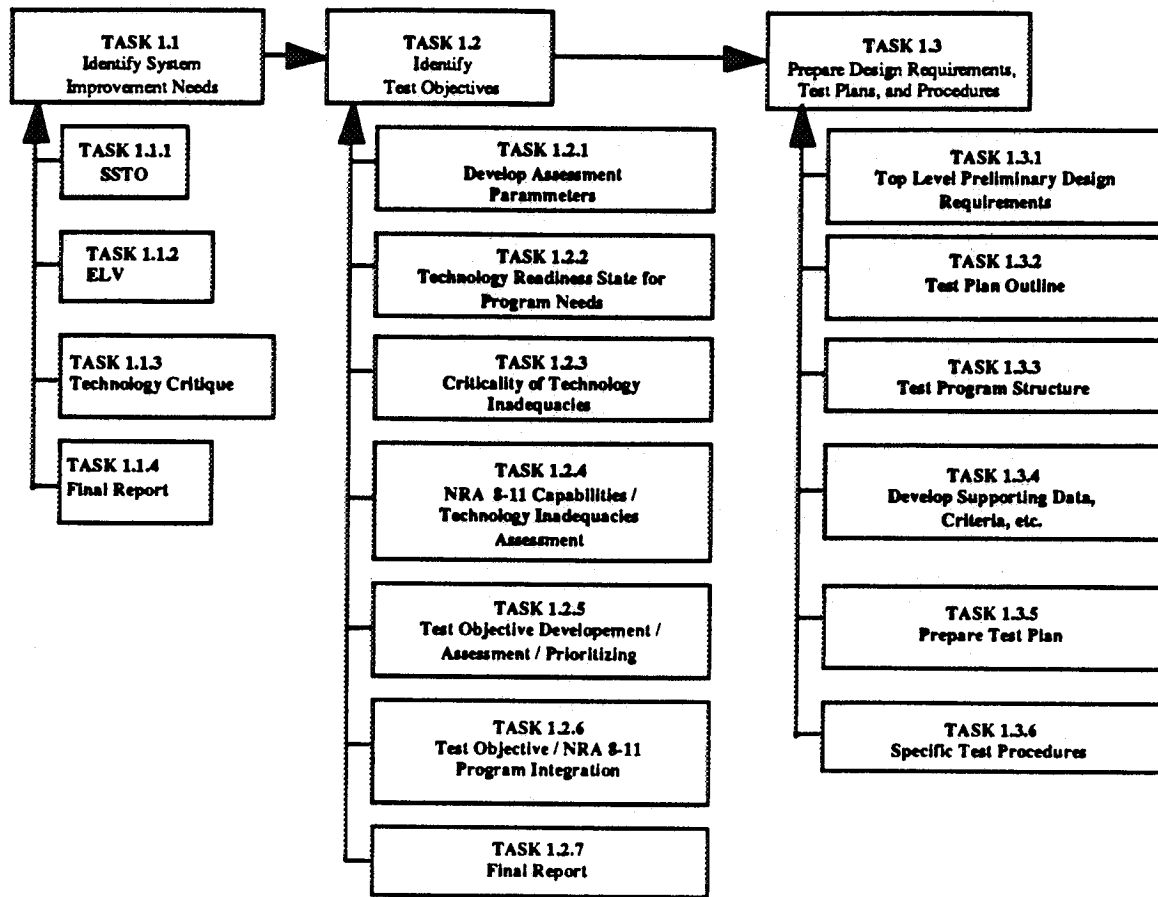 TASK 1.1
Identify System
Improvement Needs
TASK 1.2
Identify
Test Objectives
TASK 1.3
Prepare Design Requirements,
Test Plans, and Procedures
TASK 1.1.1
SSTO
TASK 1.1.2
ELV
TASK 1.1.3
Technology Critique
TASK 1.1.4
Final Report
TASK 1.2.1
Develop Assessment
Parammeters
TASK 1.2.2
Technology Readiness State for
Program Needs
TASK 1.2.3
Criticality of Technology
Inadequacies
TASK 1.2.4
NRA 8-11 Capabilities /
Technology Inadequacies
Assessment
TASK 1.2.5
Test Objective Developement /
Assessment / Prioritizing
TASK 1.2.6
Test Objective / NRA 8-11
Program Integration
TASK 1.2.7
Final Report
TASK 1.3.1
Top Level Preliminary Design
Requirements
TASK 1.3.2
Test Plan Outline
TASK 1.3.3
Test Program Structure
TASK 1.3.4
Develop Supporting Data,
Criteria, etc.
TASK 1.3.5
Prepare Test Plan
TASK 1.3.6
Specific Test Procedures